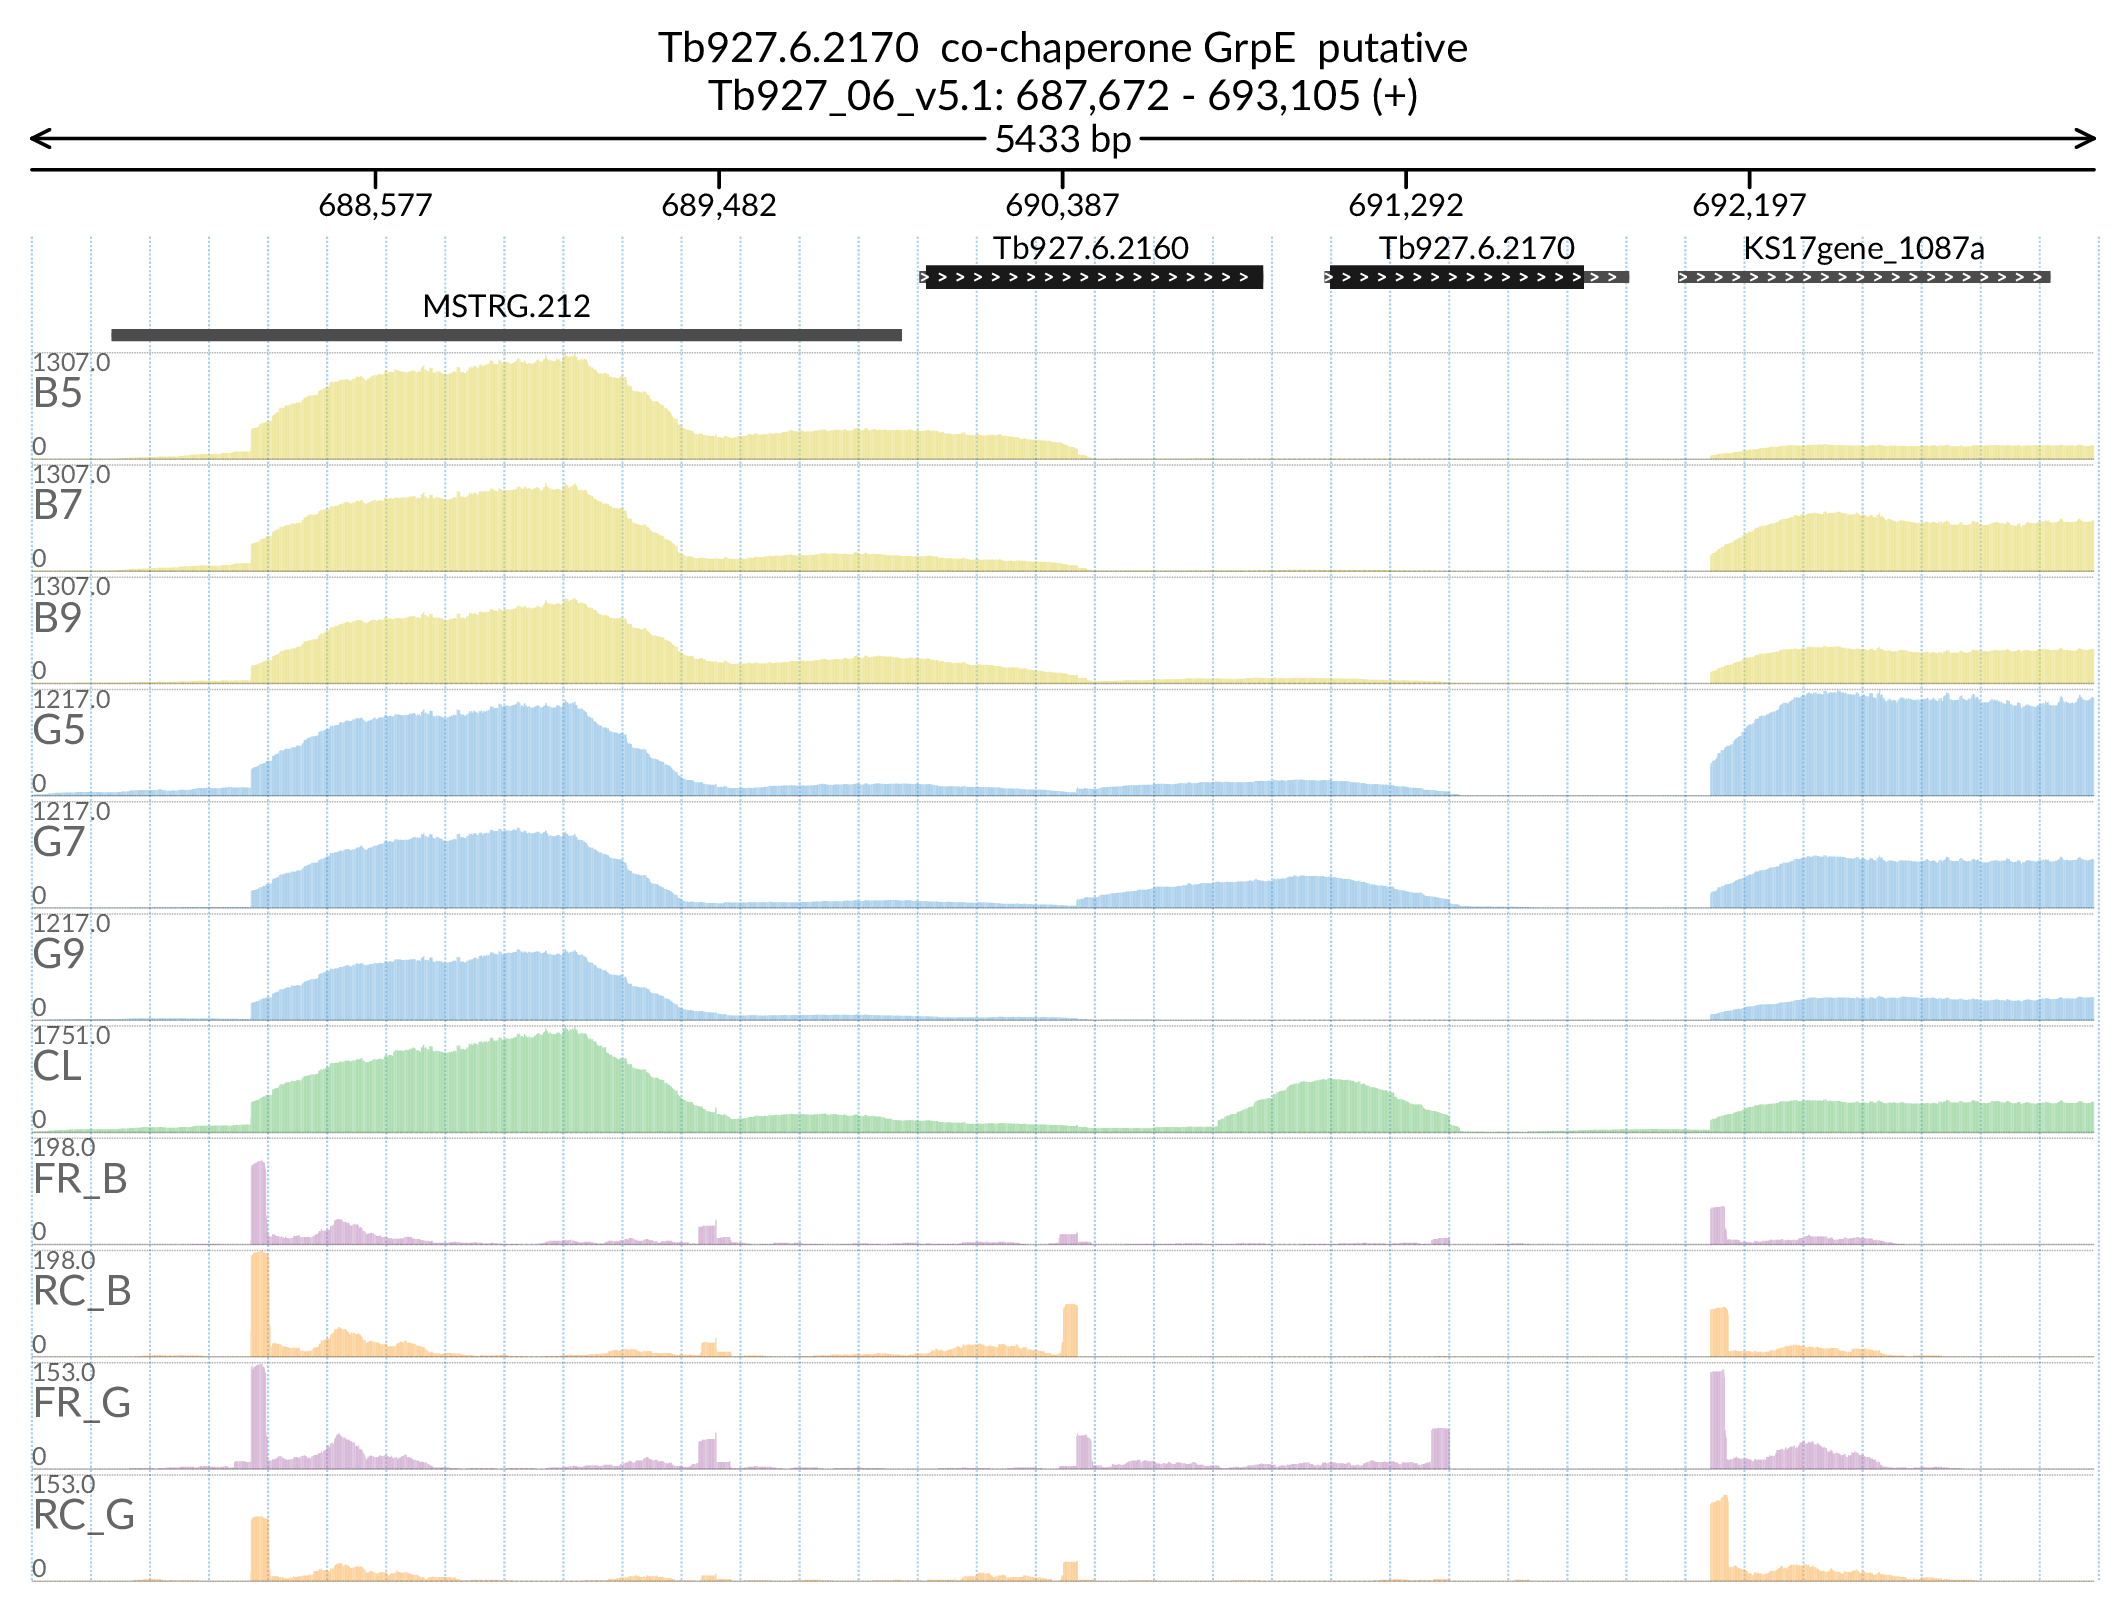 Tb927.6.2170  co-chaperone GrpE  putative
Tb927_06_v5.1: 687,672 - 693,105 (+)
5433 bp
688,577 689,482 690,387 691,292 692,197
Tb927.6.2160 Tb927.6.2170 KS17gene_1087a
MSTRG.212
1307.0
B5
0
1307.0
B7
0
1307.0
B9
0
1217.0
G5
0
1217.0
G7
0
1217.0
G9
0
1751.0
CL
0
198.0
FR_B
0
198.0
RC_B
0
153.0
FR_G
0
153.0
RC_G
0